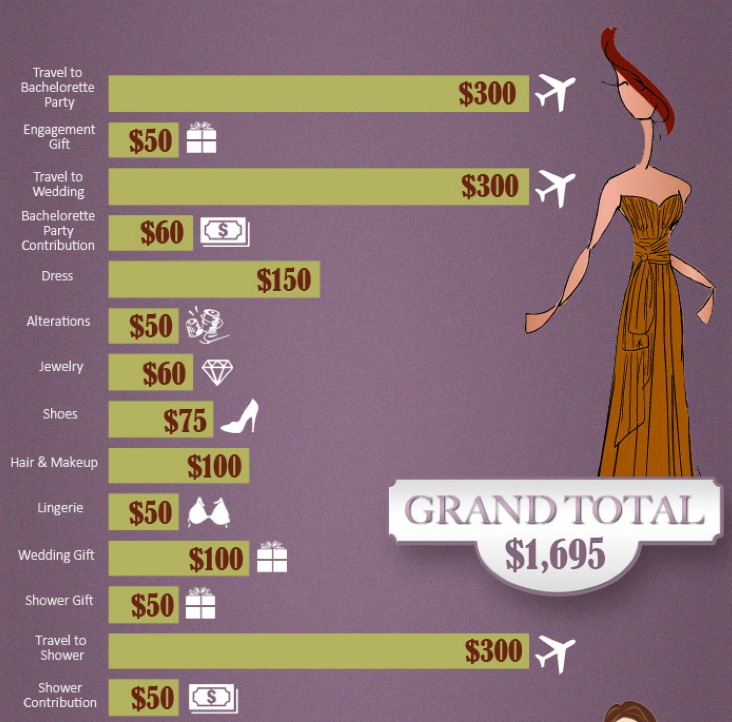 Travel to
Bachelorette
Party
$300
Engagement
Gift
$50
Travel to
Wedding
$300
Bachelorette
Party
Contribution
$60
$
Dress
$150
Alterations
$50
Jewelry
$60
Shoes
$75
Hair & Makeup
$100
Lingerie
$50
GRAND TOTAL
$1,695
Wedding Gift
$100
Shower Gift
$50
Travel to
Shower
$300
Shower
Contribution
$50
$